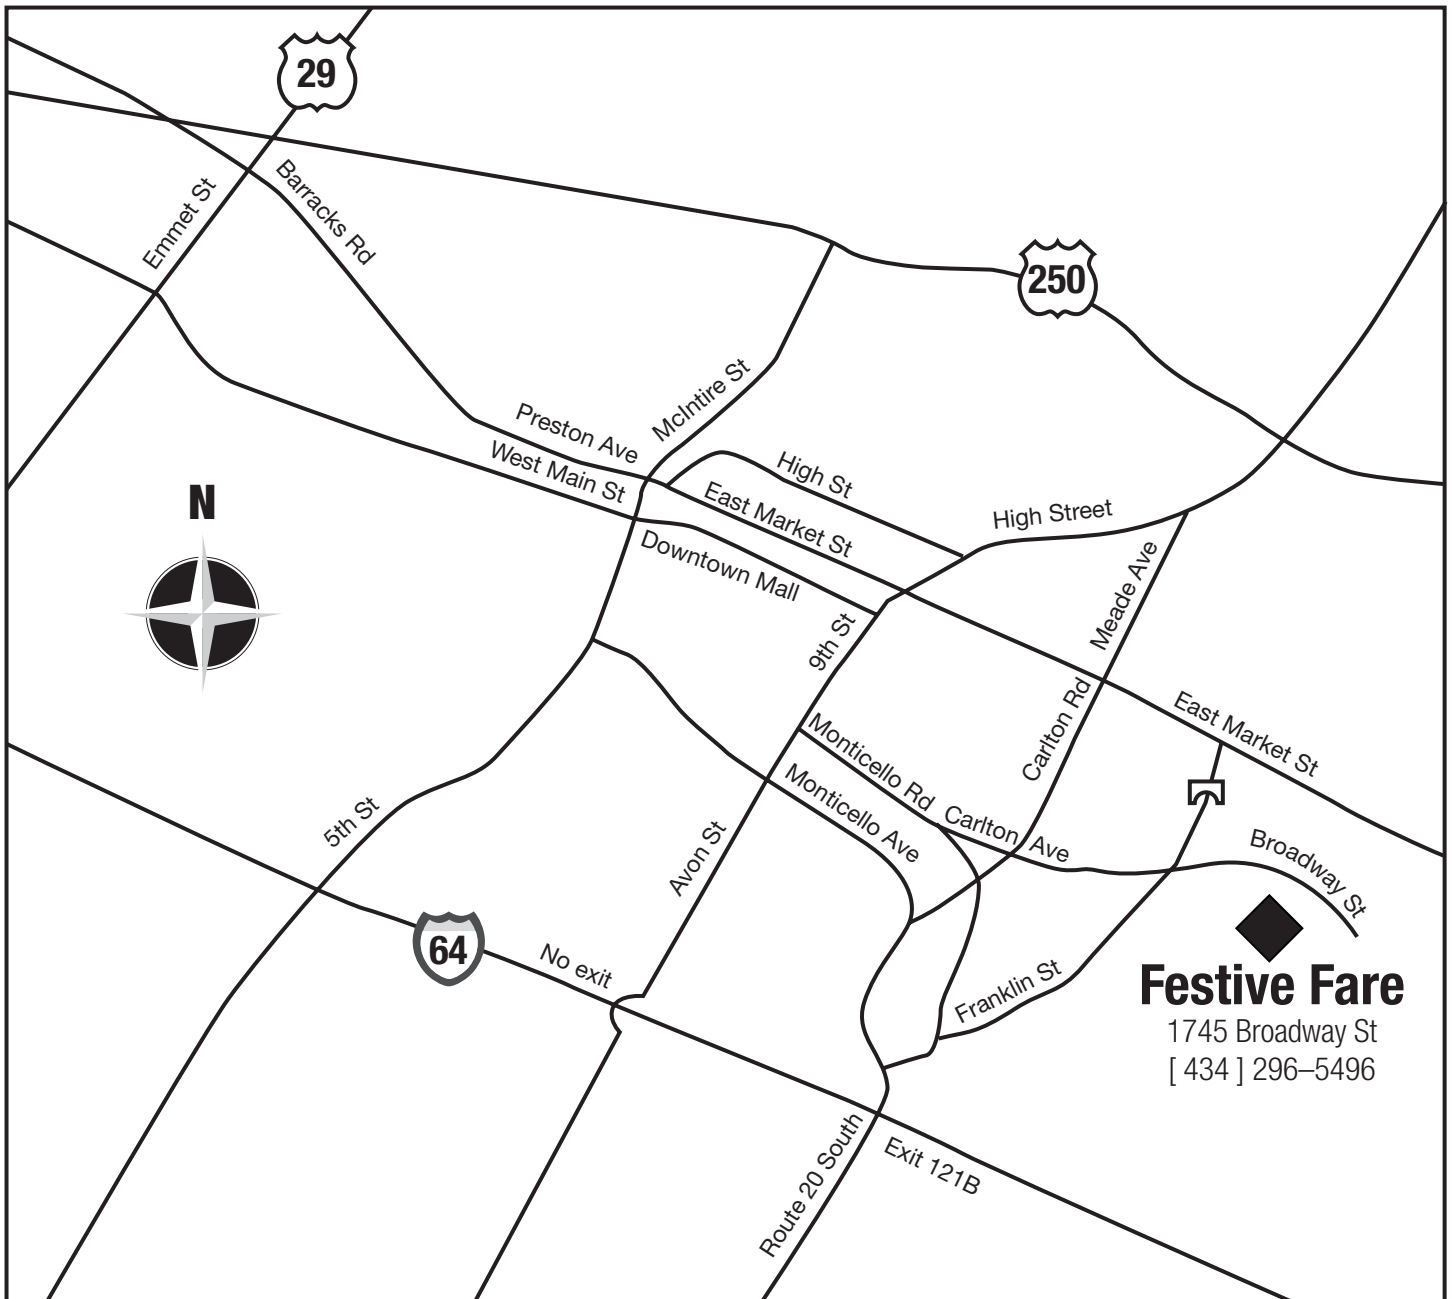 29
Emmet St
Barracks Rd
250
McIntire St
Preston Ave
West Main St
High St
East Market St
High Street
N
Downtown Mall
Meade Ave
9th St
Carlton Rd
East Market St
Monticello Rd
Monticello Ave
Carlton Ave
5th St
Avon St
Broadway St
64
No exit
Franklin St
Festive Fare
1745 Broadway St
[ 434 ] 296–5496
Route 20 South
Exit 121B